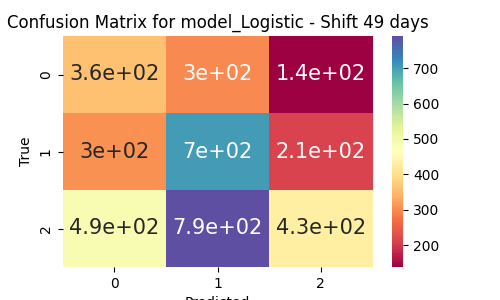 Confusion Matrix for model_Logistic - Shift 49 days
0 3.6e+02 3e+02 1.4e+02
1 3e+02 7e+02 2.1e+02
2 4.9e+02 7.9e+02 4.3e+02
True
0 1 2
Predicted
700
600
500
400
300
200